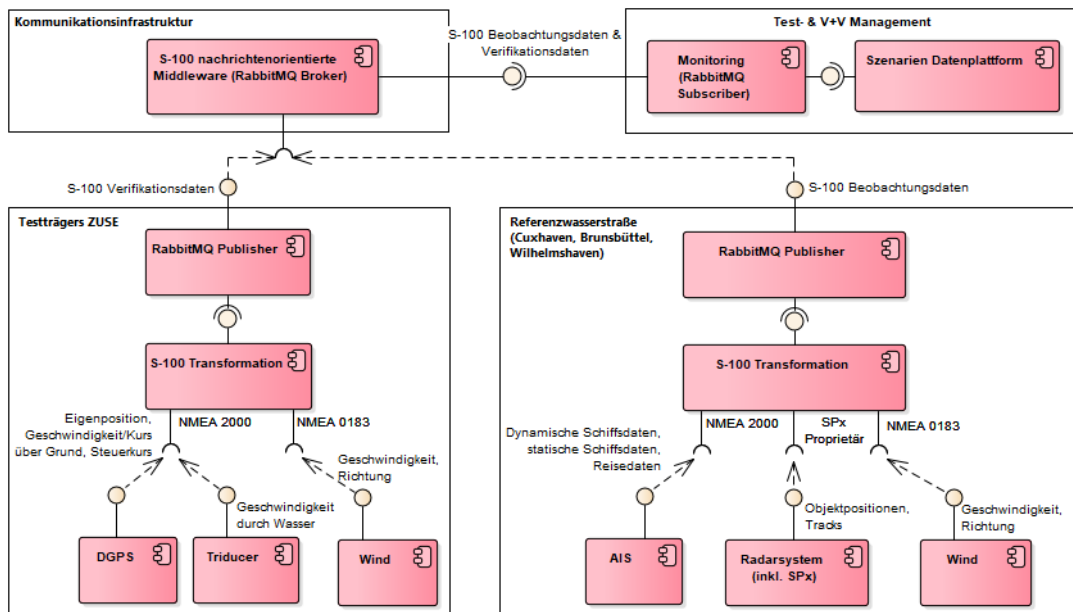 Kommunikationsinfrastruktur
S-100 nachrichtenorientierte
Middleware (RabbitMQ Broker)
S-100 Beobachtungsdaten &
Verifikationsdaten
Test- & V+V Management
Monitoring
(RabbitMQ
Subscriber)
Szenarien Datenplattform
S-100 Verifikationsdaten
S-100 Beobachtungsdaten
Testträgers ZUSE
RabbitMQ Publisher
S-100 Transformation
NMEA 2000
NMEA 0183
Eigenposition,
Geschwindigkeit/Kurs
über Grund, Steuerkurs
Geschwindigkeit,
Richtung
Geschwindigkeit
durch Wasser
DGPS
Triducer
Wind
Referenzwasserstraße
(Cuxhaven, Brunsbüttel,
Wilhelmshaven)
RabbitMQ Publisher
S-100 Transformation
NMEA 2000
SPx
Proprietär
NMEA 0183
Dynamische Schiffsdaten,
statische Schiffsdaten,
Reisedaten
Objektpositionen,
Tracks
Geschwindigkeit,
Richtung
AIS
Radarsystem
(inkl. SPx)
Wind